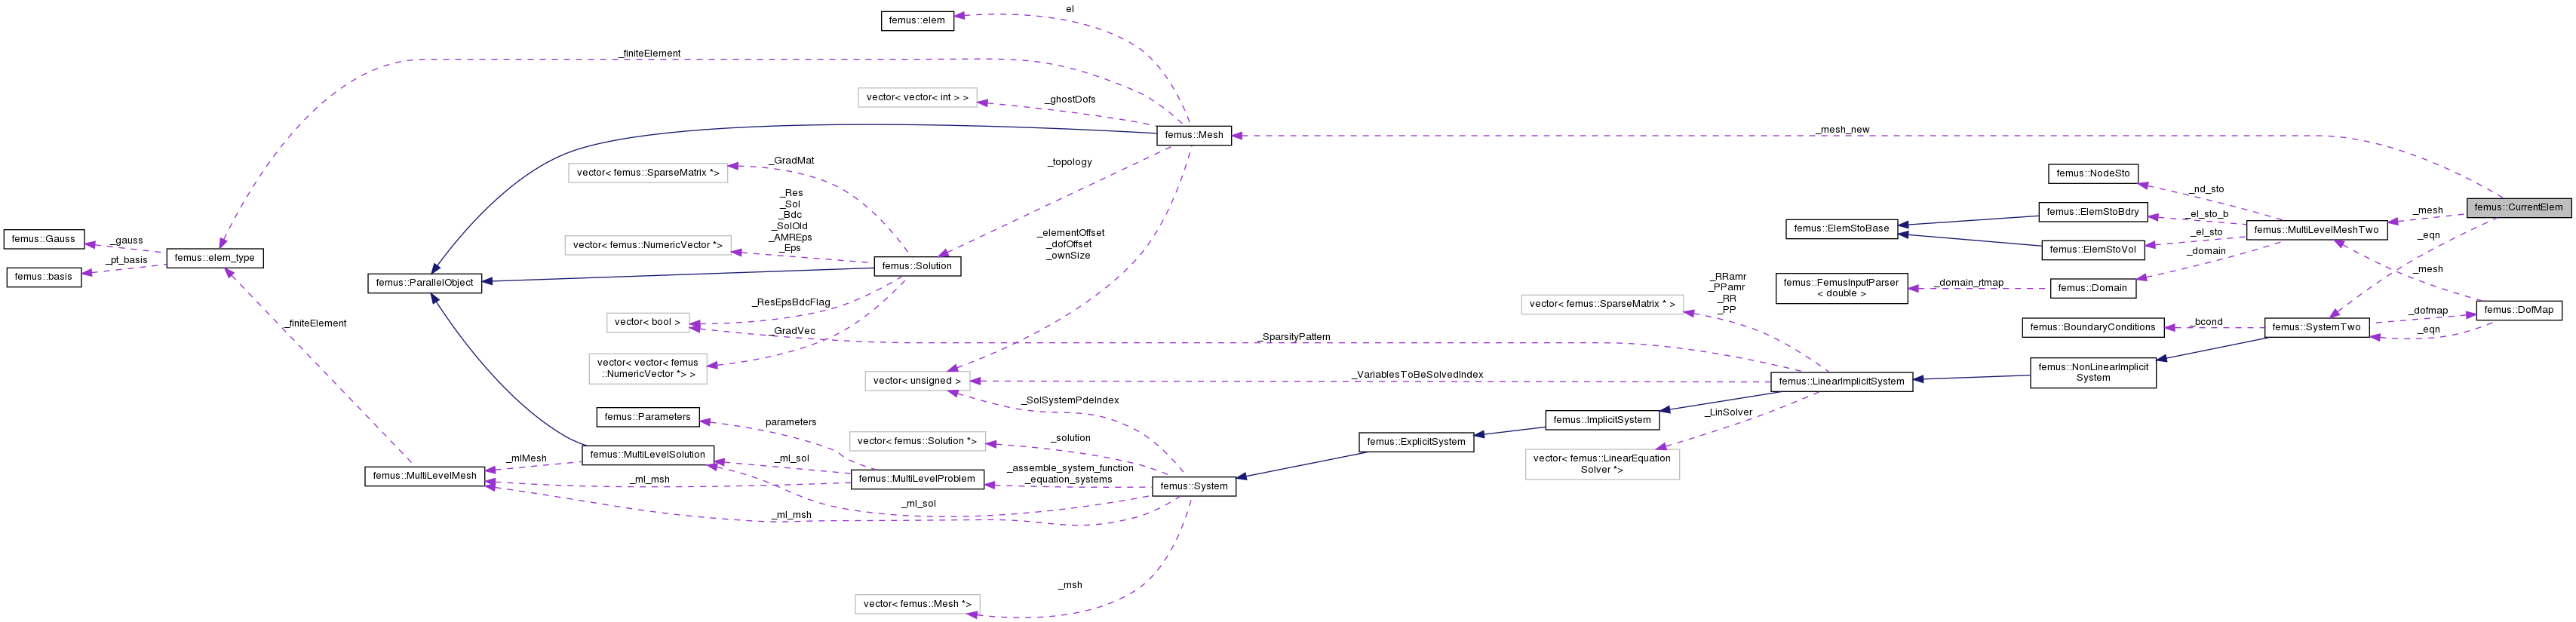 el
femus::elem
_finiteElement
vector< vector< int > >
_ghostDofs
femus::Mesh
_mesh_new
_GradMat
_topology
vector< femus::SparseMatrix *>
femus::NodeSto
_nd_sto
_Res
_Sol
_Bdc
_SolOld
_AMREps
_Eps
femus::ElemStoBdry
_el_sto_b
_mesh
femus::CurrentElem
femus::ElemStoBase
_el_sto
femus::MultiLevelMeshTwo
_eqn
femus::Gauss
_gauss
vector< femus::NumericVector *>
_elementOffset
_dofOffset
_ownSize
femus::ElemStoVol
_domain
_pt_basis
femus::elem_type
femus::Solution
_mesh
femus::basis
femus::ParallelObject
_RRamr
_PPamr
_RR
_PP
femus::FemusInputParser
< double >
_domain_rtmap
femus::Domain
_ResEpsBdcFlag
vector< femus::SparseMatrix * >
_dofmap
femus::DofMap
_finiteElement
vector< bool >
_GradVec
_SparsityPattern
femus::BoundaryConditions
_bcond
femus::SystemTwo
_eqn
vector< vector< femus
::NumericVector *> >
vector< unsigned >
_VariablesToBeSolvedIndex
femus::LinearImplicitSystem
femus::NonLinearImplicit
System
_SolSystemPdeIndex
_LinSolver
femus::Parameters
parameters
femus::ImplicitSystem
vector< femus::Solution *>
_solution
femus::ExplicitSystem
femus::MultiLevelSolution
_mlMesh
_ml_sol
_assemble_system_function
_equation_systems
vector< femus::LinearEquation
Solver *>
femus::MultiLevelMesh
_ml_msh
femus::MultiLevelProblem
femus::System
_ml_sol
_ml_msh
_msh
vector< femus::Mesh *>